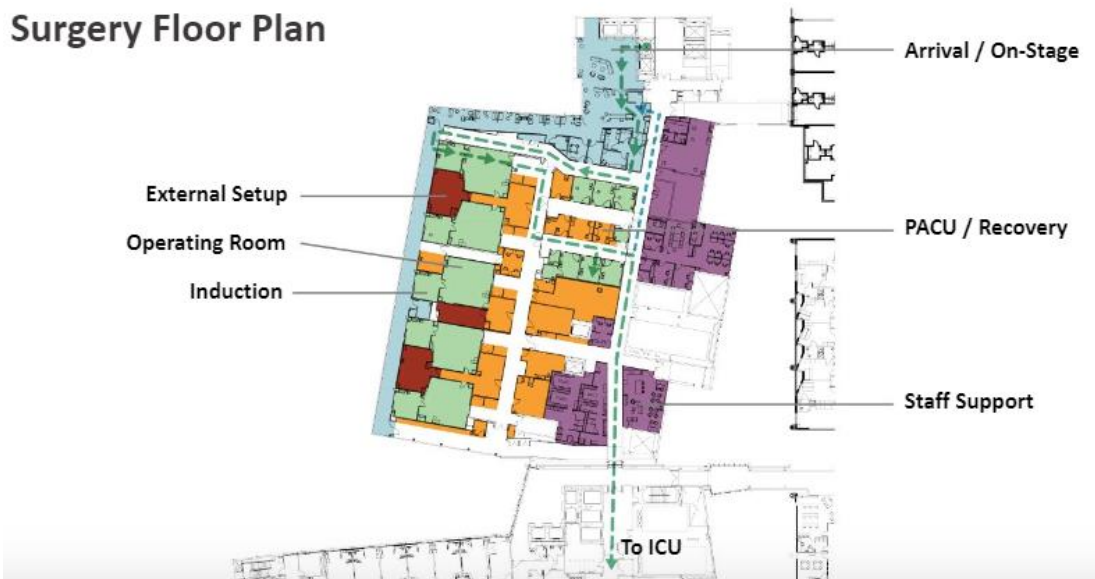 Surgery Floor Plan
Arrival / On-Stage
External Setup
Operating Room
PACU / Recovery
Induction
Staff Support
To ICU